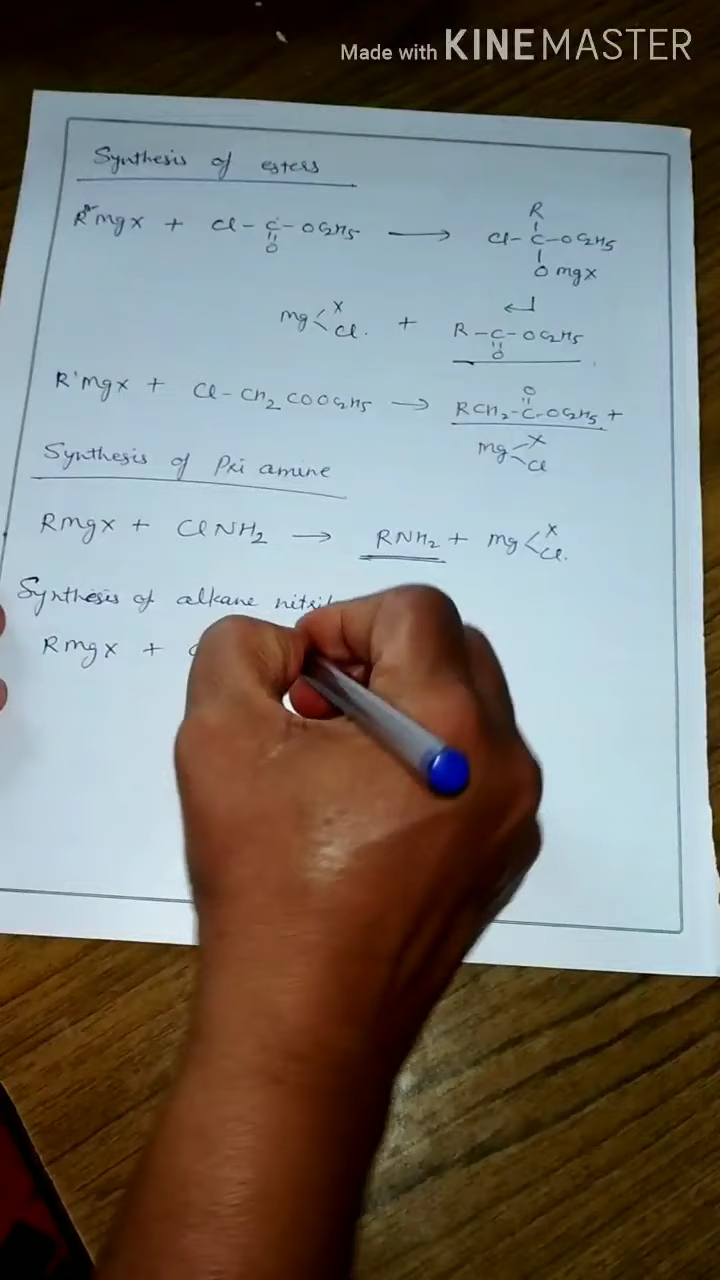 Made with KINEMASTER
Synthesis of esters
R'mgx + Cl-C-OC2H5 ⟶ Cl-C-OC2H5
O
R
O mgx
mg<x Cl. + R-C-OC2H5
O
R'mgx + Cl-CH2COOC2H5 ⟶ RCH2-C-OC2H5 +
O
mg<x Cl
Synthesis of Pri amine
Rmgx + ClNH2 ⟶ RNH2 + mg<x Cl.
Synthesis of alkane
Rmgx +